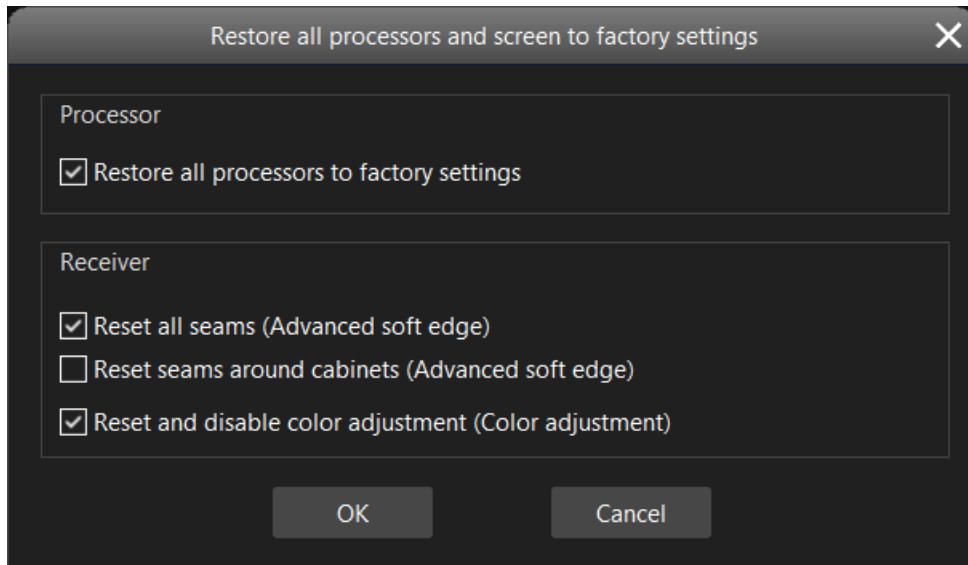 Restore all processors and screen to factory settings
Processor
Restore all processors to factory settings
Receiver
Reset all seams (Advanced soft edge)
Reset seams around cabinets (Advanced soft edge)
Reset and disable color adjustment (Color adjustment)
OK Cancel